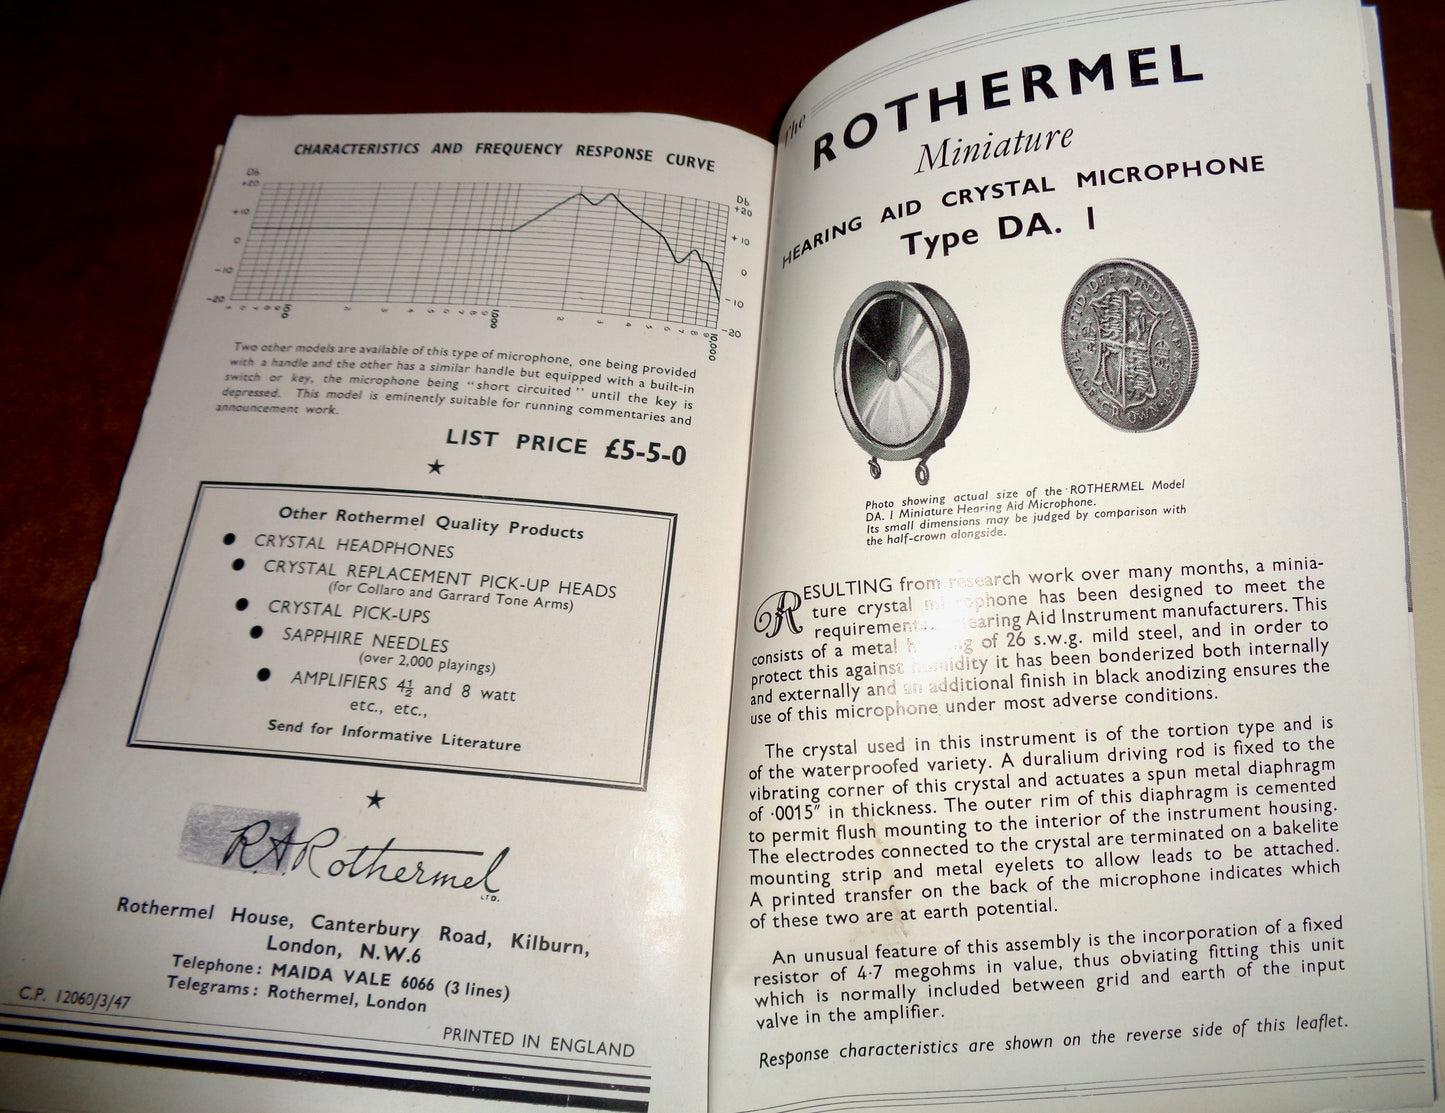 CHARACTERISTICS AND FREQUENCY RESPONSE CURVE
Db
+20
+10
0
-10
-20
Db
+20
+10
0
-10
-20
100
1000
10,000
Two other models are available of this type of microphone, one being provided
with a handle and the other has a similar handle but equipped with a built-in
switch or key, the microphone being "short circuited" until the key is
depressed. This model is eminently suitable for running commentaries and
announcement work.
LIST PRICE £5-5-0
★
Other Rothermel Quality Products
● CRYSTAL HEADPHONES
● CRYSTAL REPLACEMENT PICK-UP HEADS
(for Collaro and Garrard Tone Arms)
● CRYSTAL PICK-UPS
● SAPPHIRE NEEDLES
(over 2,000 playings)
● AMPLIFIERS 4½ and 8 watt
etc., etc.,
Send for Informative Literature
★
R A Rothermel
LTD.
Rothermel House, Canterbury Road, Kilburn,
London, N.W.6
Telephone: MAIDA VALE 6066 (3 lines)
Telegrams: Rothermel, London
C.P. 12060/3/47
PRINTED IN ENGLAND
The
ROTHERMEL
Miniature
HEARING AID CRYSTAL MICROPHONE
Type DA. 1
Photo showing actual size of the ROTHERMEL Model
DA. 1 Miniature Hearing Aid Microphone.
Its small dimensions may be judged by comparison with
the half-crown alongside.
RESULTING from research work over many months, a minia-
ture crystal microphone has been designed to meet the
requirements Hearing Aid Instrument manufacturers. This
consists of a metal of 26 s.w.g. mild steel, and in order to
protect this against humidity it has been bonderized both internally
and externally and an additional finish in black anodizing ensures the
use of this microphone under most adverse conditions.
The crystal used in this instrument is of the tortion type and is
of the waterproofed variety. A duralium driving rod is fixed to the
vibrating corner of this crystal and actuates a spun metal diaphragm
of ·0015″ in thickness. The outer rim of this diaphragm is cemented
to permit flush mounting to the interior of the instrument housing.
The electrodes connected to the crystal are terminated on a bakelite
mounting strip and metal eyelets to allow leads to be attached.
A printed transfer on the back of the microphone indicates which
of these two are at earth potential.
An unusual feature of this assembly is the incorporation of a fixed
resistor of 4·7 megohms in value, thus obviating fitting this unit
which is normally included between grid and earth of the input
valve in the amplifier.
Response characteristics are shown on the reverse side of this leaflet.